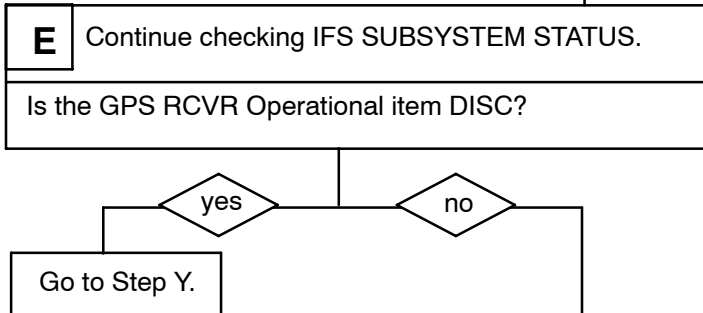 E Continue checking IFS SUBSYSTEM STATUS.
Is the GPS RCVR Operational item DISC?
yes no
Go to Step Y.